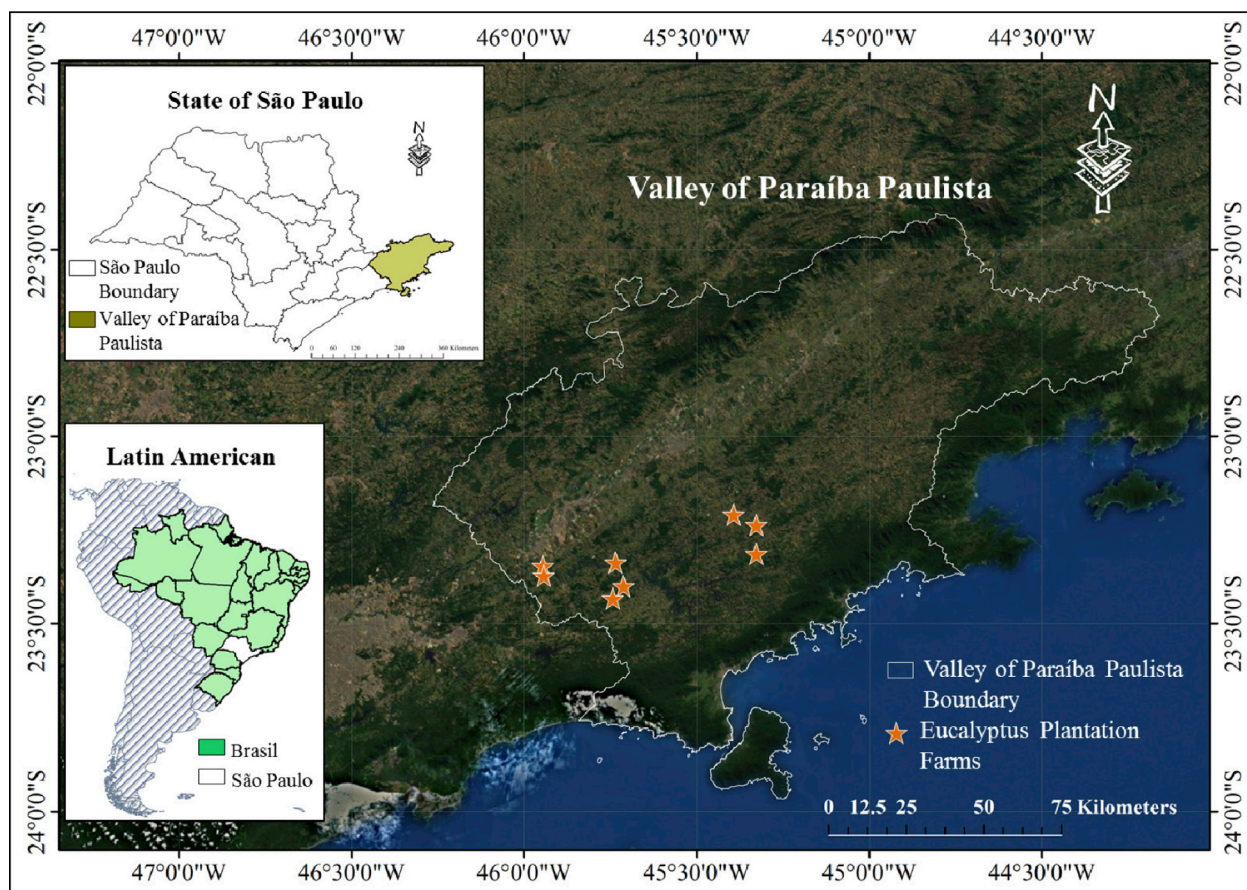 47°0'0"W 46°30'0"W 46°0'0"W 45°30'0"W 45°0'0"W 44°30'0"W
22°0'0"S
22°30'0"S
23°0'0"S
23°30'0"S
24°0'0"S
State of São Paulo
N
São Paulo
Boundary
Valley of Paraíba
Paulista
0 60 120 240 360 Kilometers
Latin American
Brasil
São Paulo
Valley of Paraíba Paulista
N
Valley of Paraíba Paulista
Boundary
Eucalyptus Plantation
Farms
0 12.5 25 50 75 Kilometers
22°0'0"S
22°30'0"S
23°0'0"S
23°30'0"S
24°0'0"S
47°0'0"W 46°30'0"W 46°0'0"W 45°30'0"W 45°0'0"W 44°30'0"W